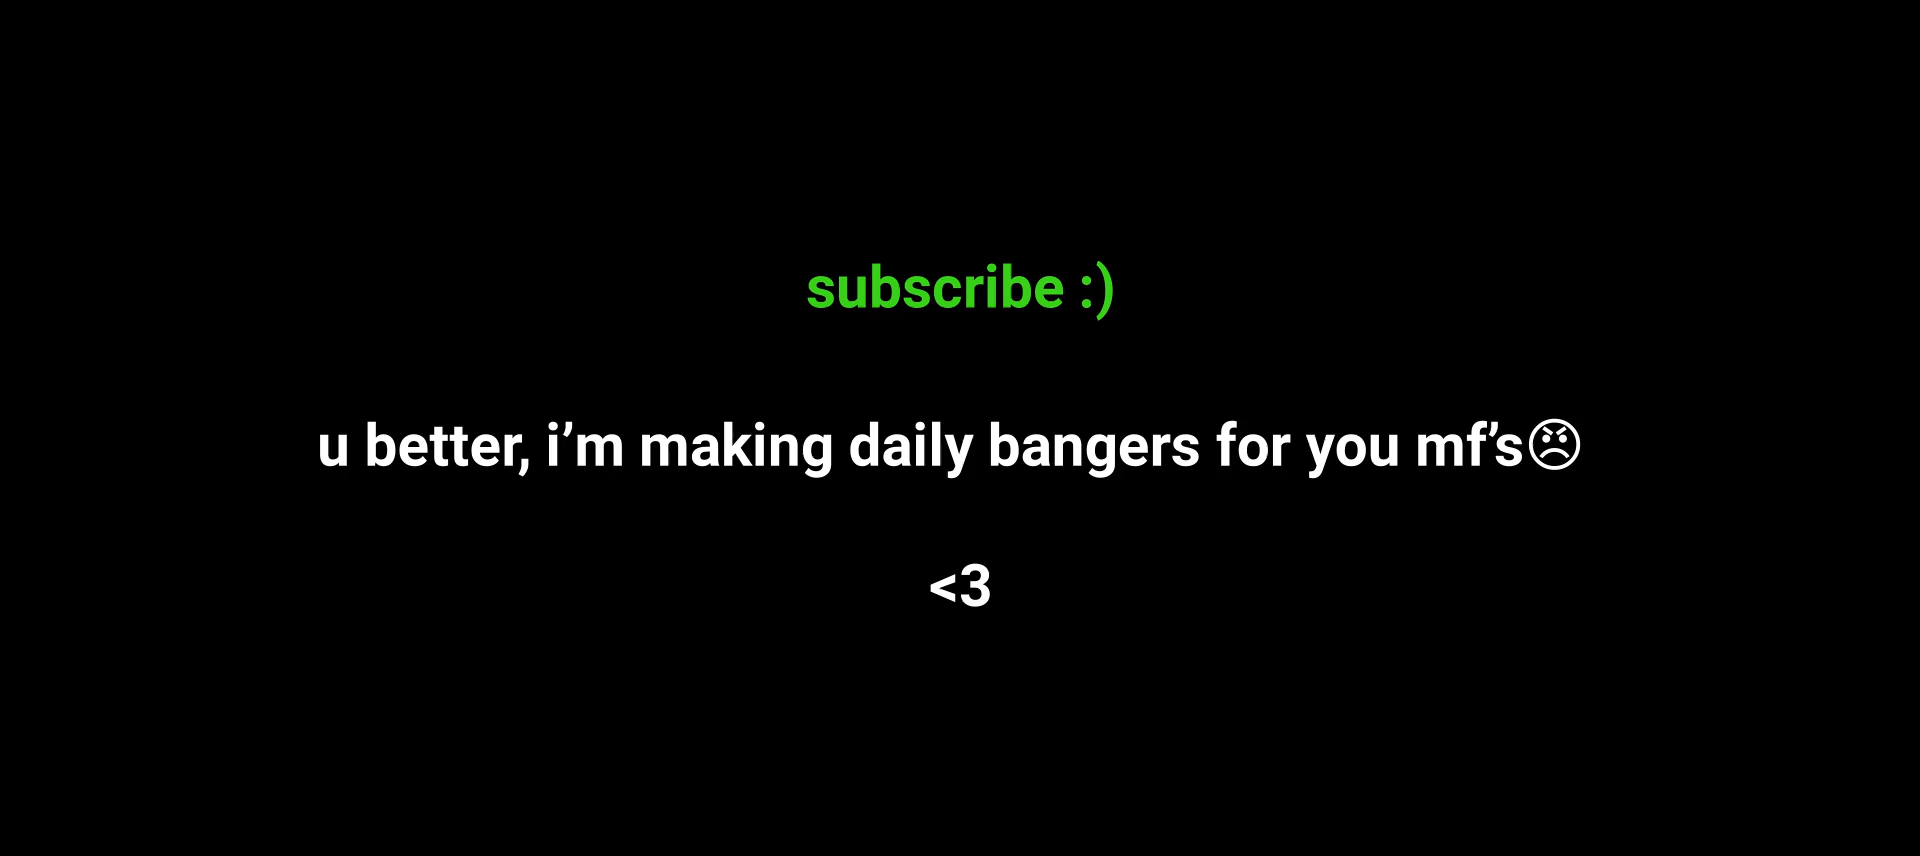 subscribe :)
u better, i’m making daily bangers for you mf’s😠
<3